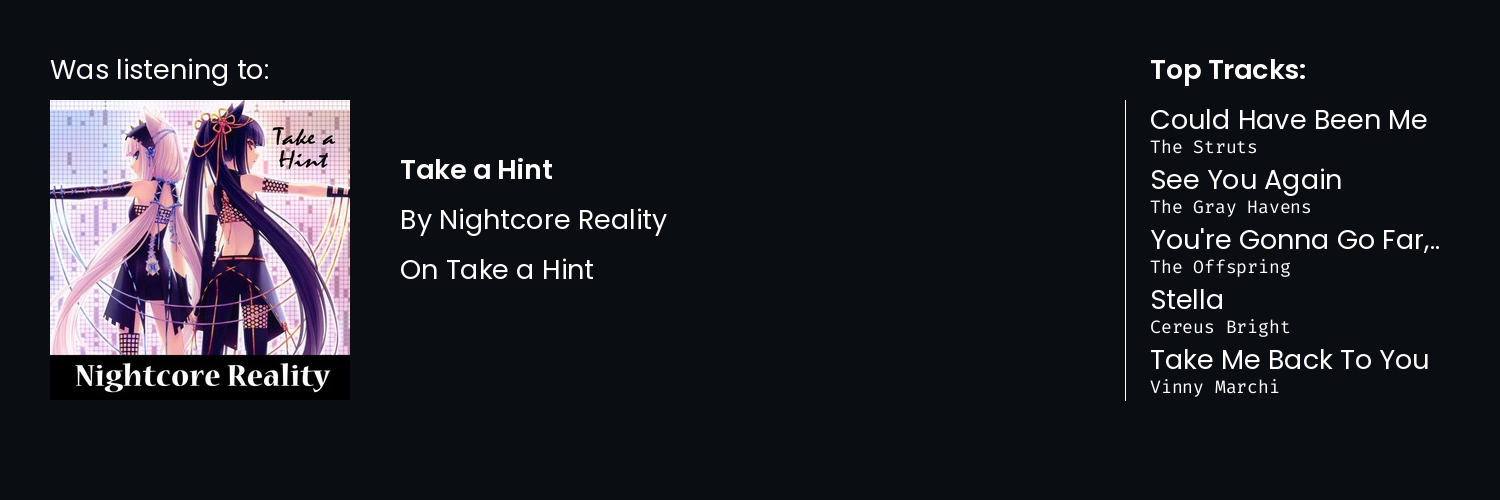 Was listening to:
Take a
Hint
Nightcore Reality
Take a Hint
By Nightcore Reality
On Take a Hint
Top Tracks:
Could Have Been Me
The Struts
See You Again
The Gray Havens
You're Gonna Go Far,..
The Offspring
Stella
Cereus Bright
Take Me Back To You
Vinny Marchi